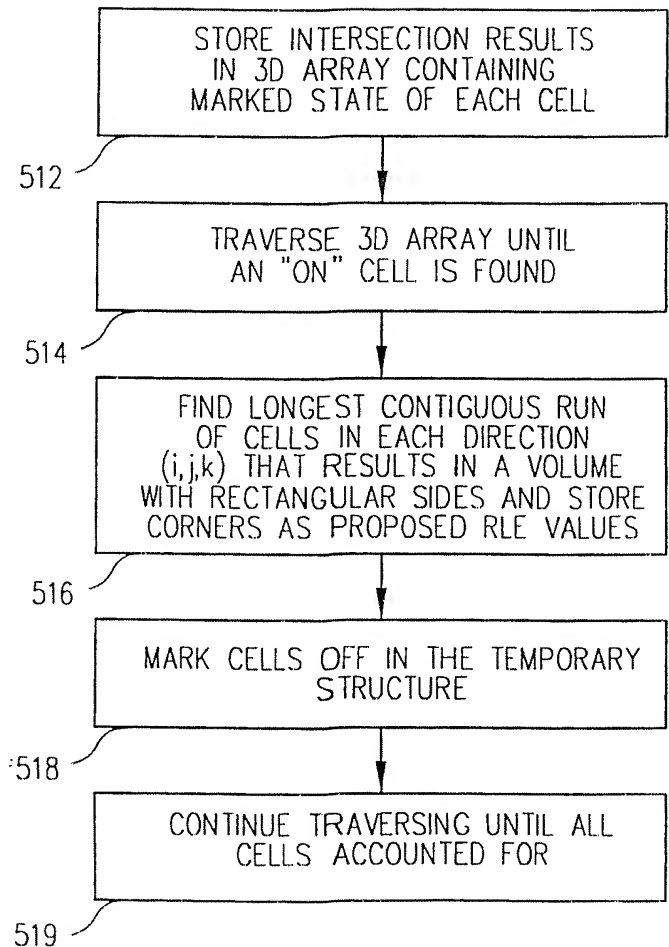 STORE INTERSECTION RESULTS
IN 3D ARRAY CONTAINING
MARKED STATE OF EACH CELL
512
TRAVERSE 3D ARRAY UNTIL
AN "ON" CELL IS FOUND
514
FIND LONGEST CONTIGUOUS RUN
OF CELLS IN EACH DIRECTION
(i,j,k) THAT RESULTS IN A VOLUME
WITH RECTANGULAR SIDES AND STORE
CORNERS AS PROPOSED RLE VALUES
516
MARK CELLS OFF IN THE TEMPORARY
STRUCTURE
518
CONTINUE TRAVERSING UNTIL ALL
CELLS ACCOUNTED FOR
519